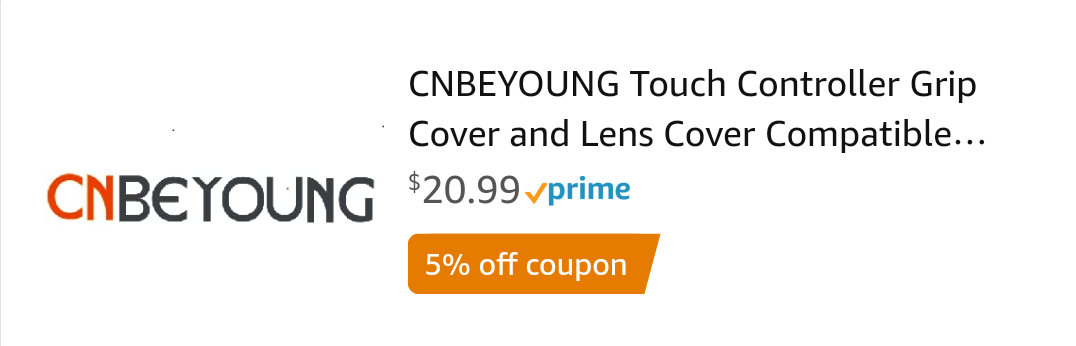 CNBEYOUNG
CNBEYOUNG Touch Controller Grip
Cover and Lens Cover Compatible...
$20.99 prime
5% off coupon